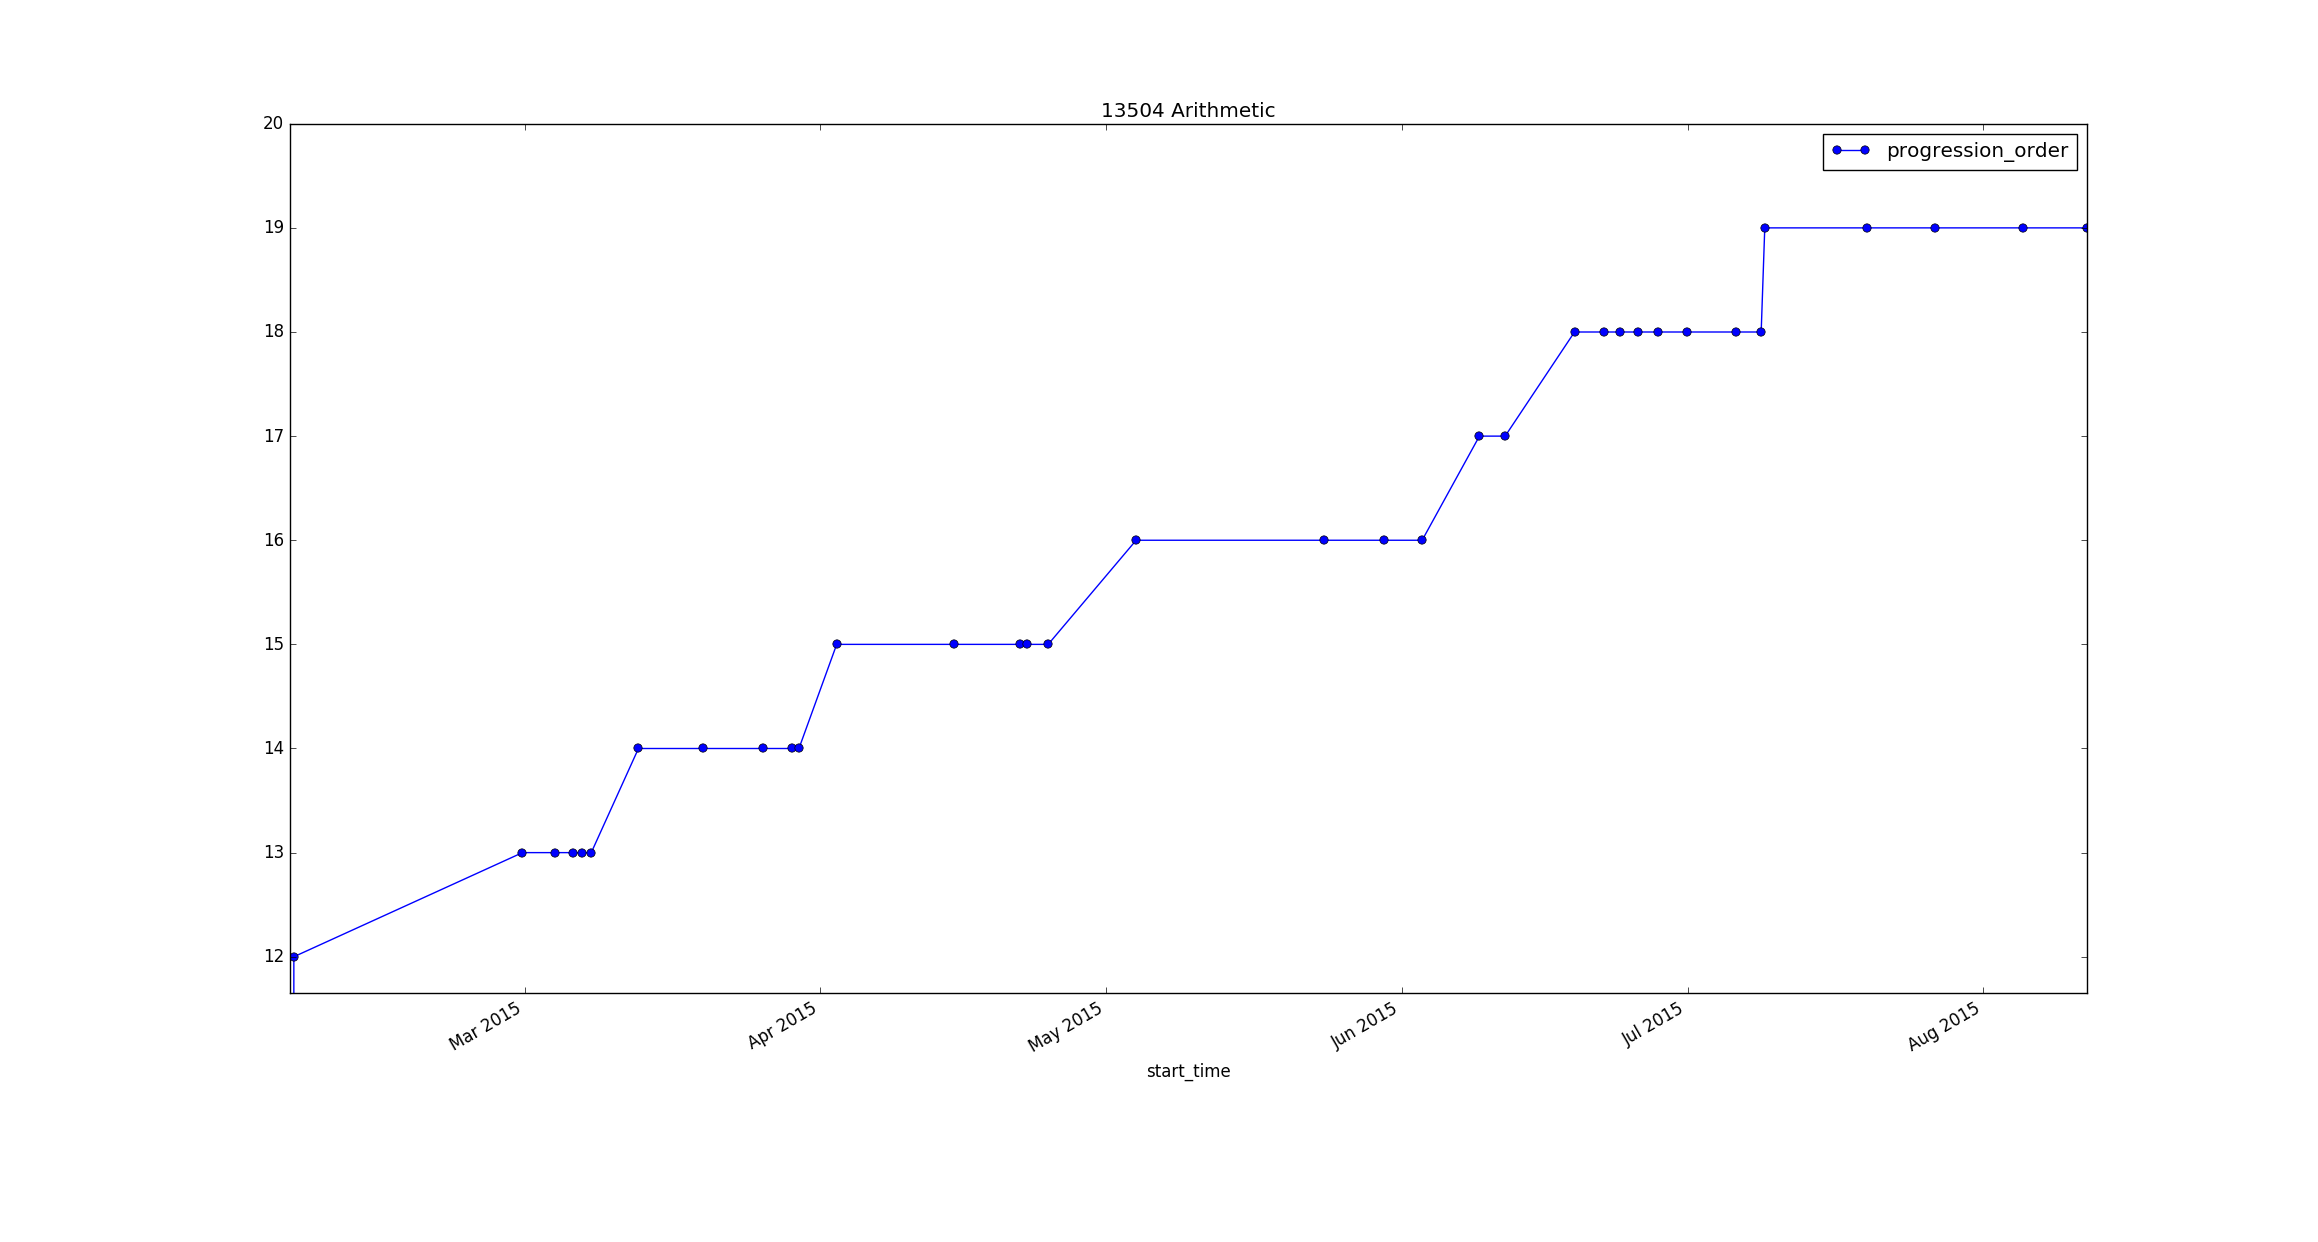 13504 Arithmetic
progression_order
20
19
18
17
16
15
14
13
12
Mar 2015
Apr 2015
May 2015
Jun 2015
Jul 2015
Aug 2015
start_time